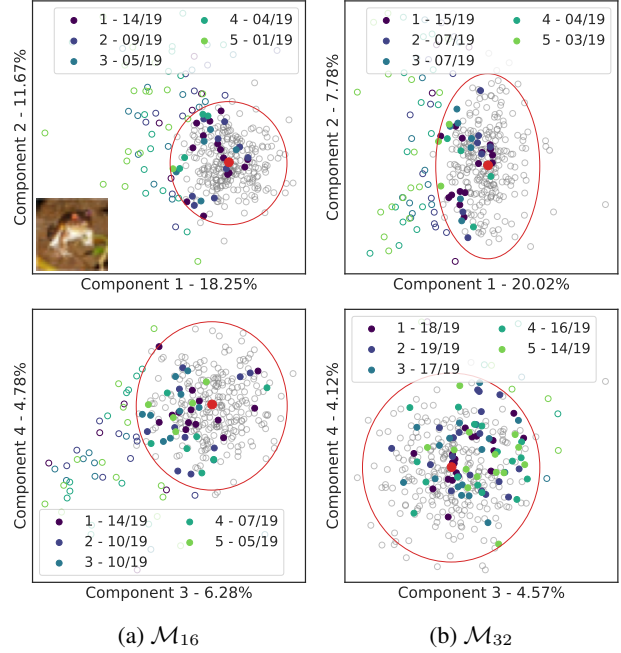 1 - 14/19 4 - 04/19
2 - 09/19 5 - 01/19
3 - 05/19
Component 2 - 11.67%
Component 1 - 18.25%
1 - 15/19 4 - 04/19
2 - 07/19 5 - 03/19
3 - 07/19
Component 2 - 7.78%
Component 1 - 20.02%
Component 4 - 4.78%
1 - 14/19 4 - 07/19
2 - 10/19 5 - 05/19
3 - 10/19
Component 3 - 6.28%
1 - 18/19 4 - 16/19
2 - 19/19 5 - 14/19
3 - 17/19
Component 4 - 4.12%
Component 3 - 4.57%
(a) ℳ₁₆
(b) ℳ₃₂